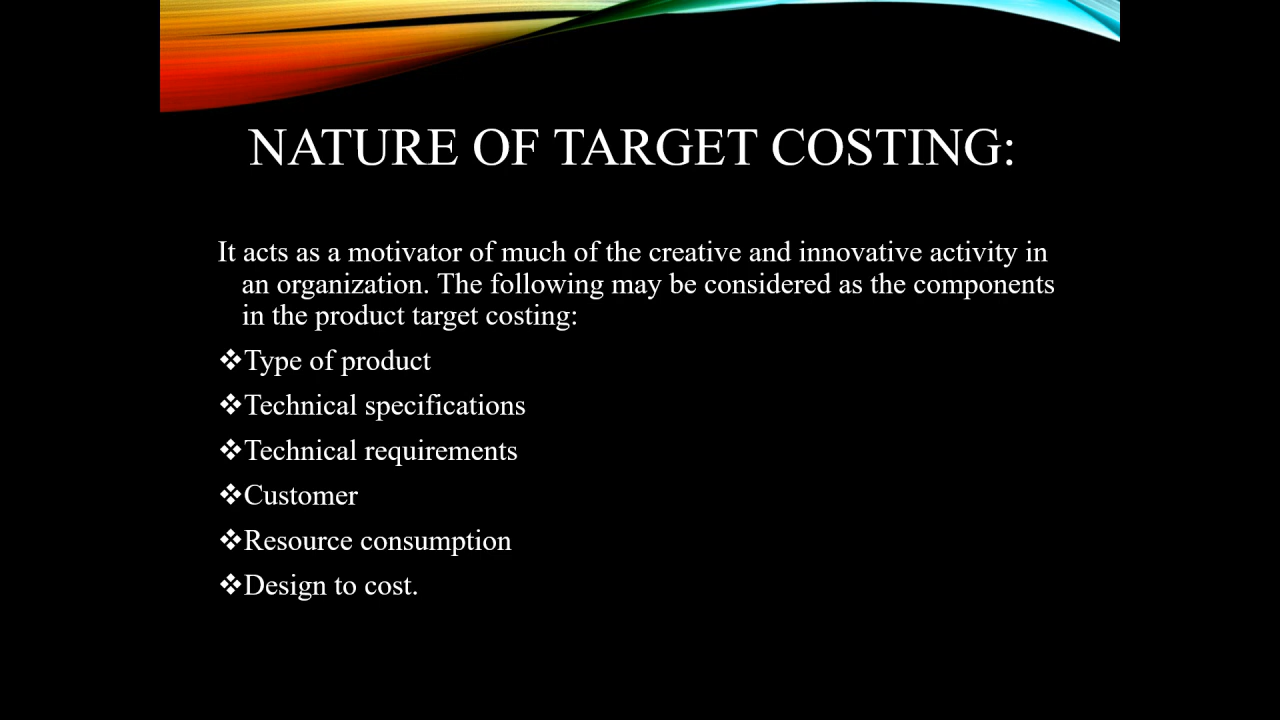 NATURE OF TARGET COSTING:
It acts as a motivator of much of the creative and innovative activity in
an organization. The following may be considered as the components
in the product target costing:
❖Type of product
❖Technical specifications
❖Technical requirements
❖Customer
❖Resource consumption
❖Design to cost.